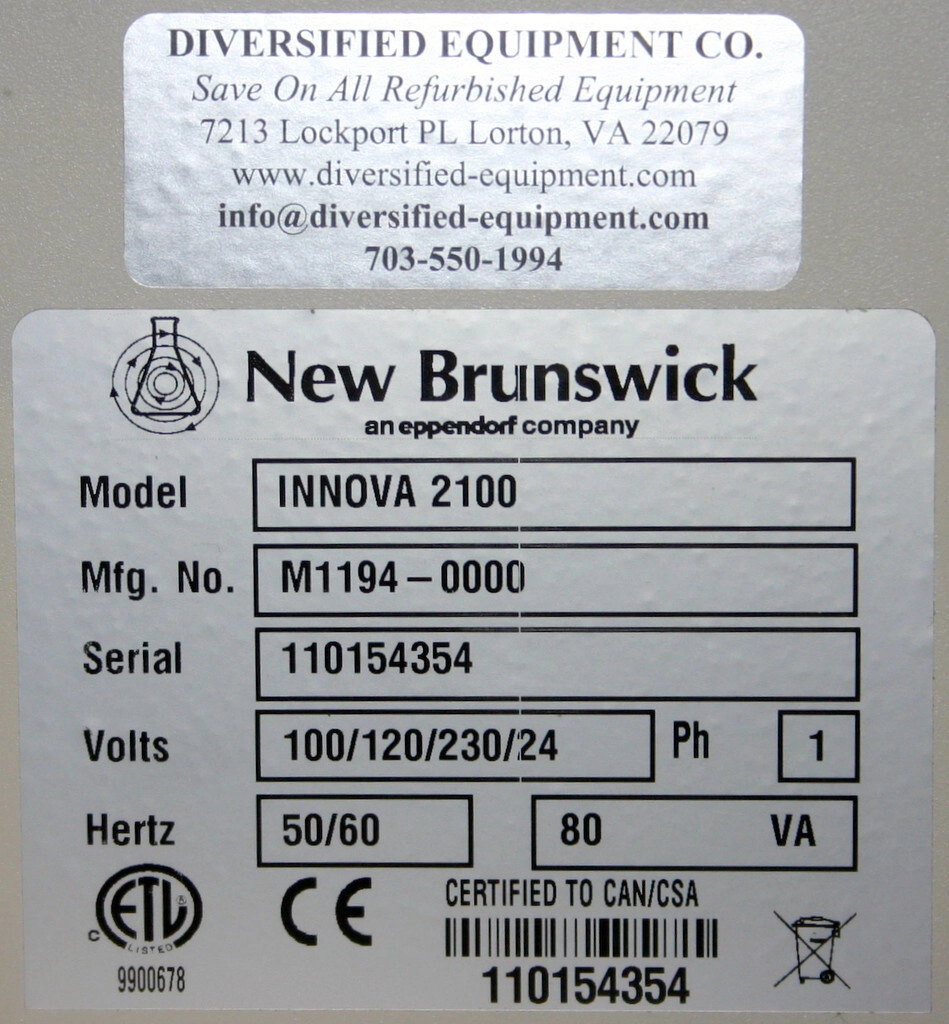 DIVERSIFIED EQUIPMENT CO.
Save On All Refurbished Equipment
7213 Lockport PL Lorton, VA 22079
www.diversified-equipment.com
info@diversified-equipment.com
703-550-1994
New Brunswick
an eppendorf company
Model INNOVA 2100
Mfg. No. M1194-0000
Serial 110154354
Volts 100/120/230/24 Ph 1
Hertz 50/60 80 VA
ETL ®
C LISTED
9900678
CE
CERTIFIED TO CAN/CSA
110154354